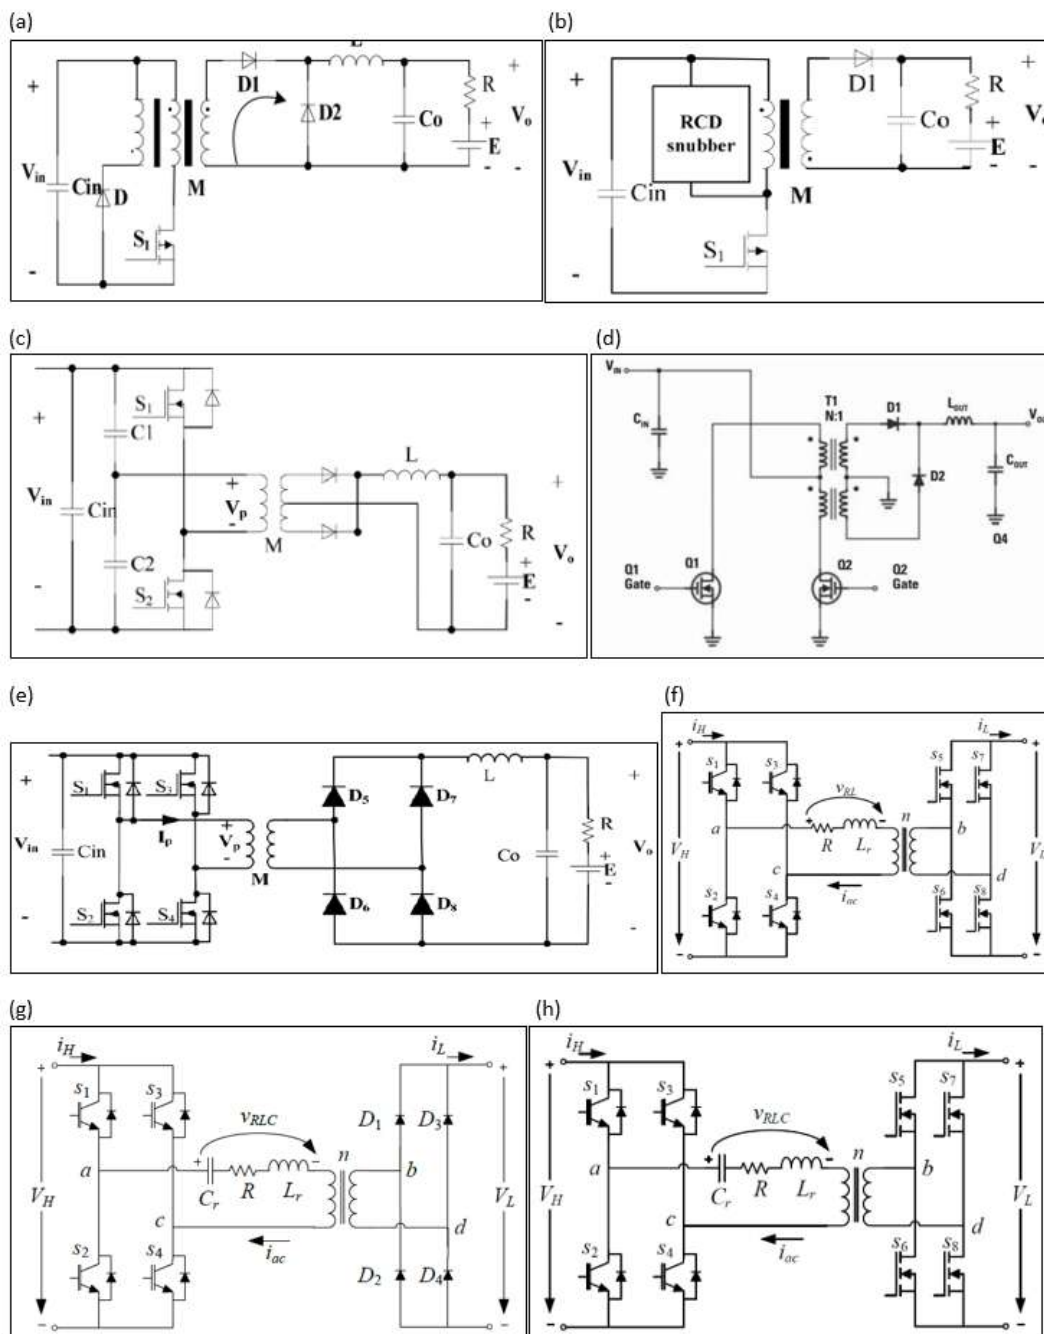 (a)
(b)
+
D1
L
D2
Co
R
+
E
-
+
Vo
-
Vin
Cin
D
S1
M
-
+
RCD
snubber
Vin
Cin
S1
M
D1
Co
R
+
E
-
+
-
-
(c)
(d)
+
Vin
-
Cin
C1
C2
S1
S2
+
Vp
-
M
L
Co
R
+
E
-
+
Vo
-
VIN
CIN
T1
N:1
D1
LOUT
COUT
D2
Q4
Q1
Gate
Q1
Q2
Q2
Gate
(e)
(f)
+
Vin
-
Cin
S1
S3
S2
S4
Ip
+
Vp
-
M
D5
D7
D6
D8
L
Co
R
+
E
-
+
Vo
-
iH
iL
+
VH
-
s1
s3
s2
s4
a
c
vRL
+
-
R
Lr
n
iac
b
d
s5
s7
s6
s8
+
VL
-
(g)
(h)
iH
iL
+
VH
-
s1
s3
s2
s4
a
c
vRLC
+
-
Cr
R
Lr
n
iac
b
d
D1
D3
D2
D4
+
VL
-
iH
iL
+
VH
-
s1
s3
s2
s4
a
c
vRLC
+
-
Cr
R
Lr
n
iac
b
d
s5
s7
s6
s8
+
VL
-